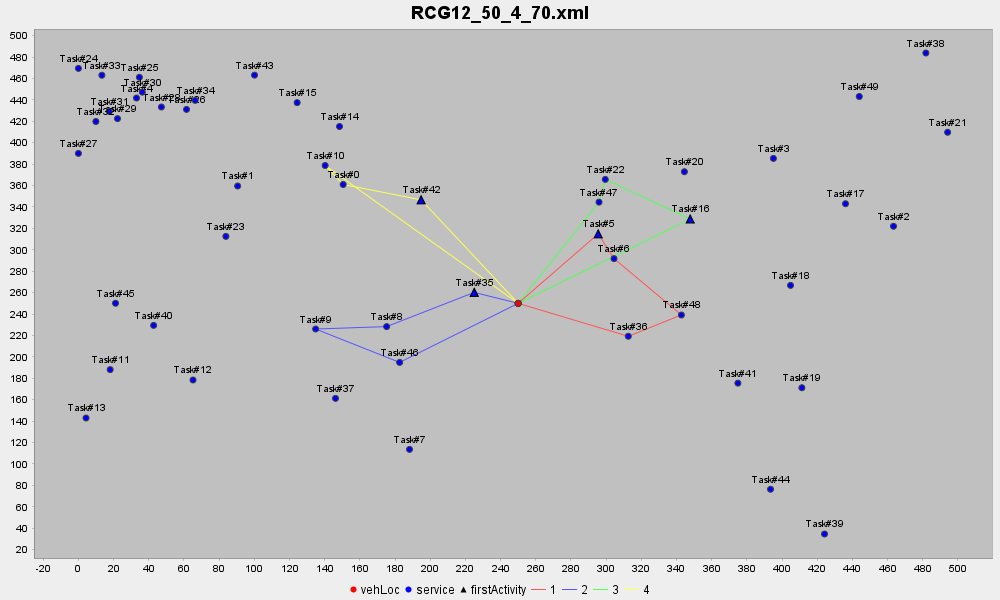 RCG12_50_4_70.xml
500
480
460
440
420
400
380
360
340
320
300
280
260
240
220
200
180
160
140
120
100
80
60
40
20
Task#24
Task#33
Task#25
Task#30
Task#4
Task#34
Task#31
Task#29
Task#27
Task#43
Task#15
Task#14
Task#10
Task#0
Task#42
Task#1
Task#23
Task#38
Task#49
Task#21
Task#3
Task#20
Task#22
Task#47
Task#16
Task#17
Task#2
Task#5
Task#6
Task#18
Task#35
Task#45
Task#40
Task#9
Task#8
Task#48
Task#36
Task#46
Task#11
Task#12
Task#37
Task#13
Task#7
Task#41
Task#19
Task#44
Task#39
-20 0 20 40 60 80 100 120 140 160 180 200 220 240 260 280 300 320 340 360 380 400 420 440 460 480 500
vehLoc service firstActivity 1 2 3 4